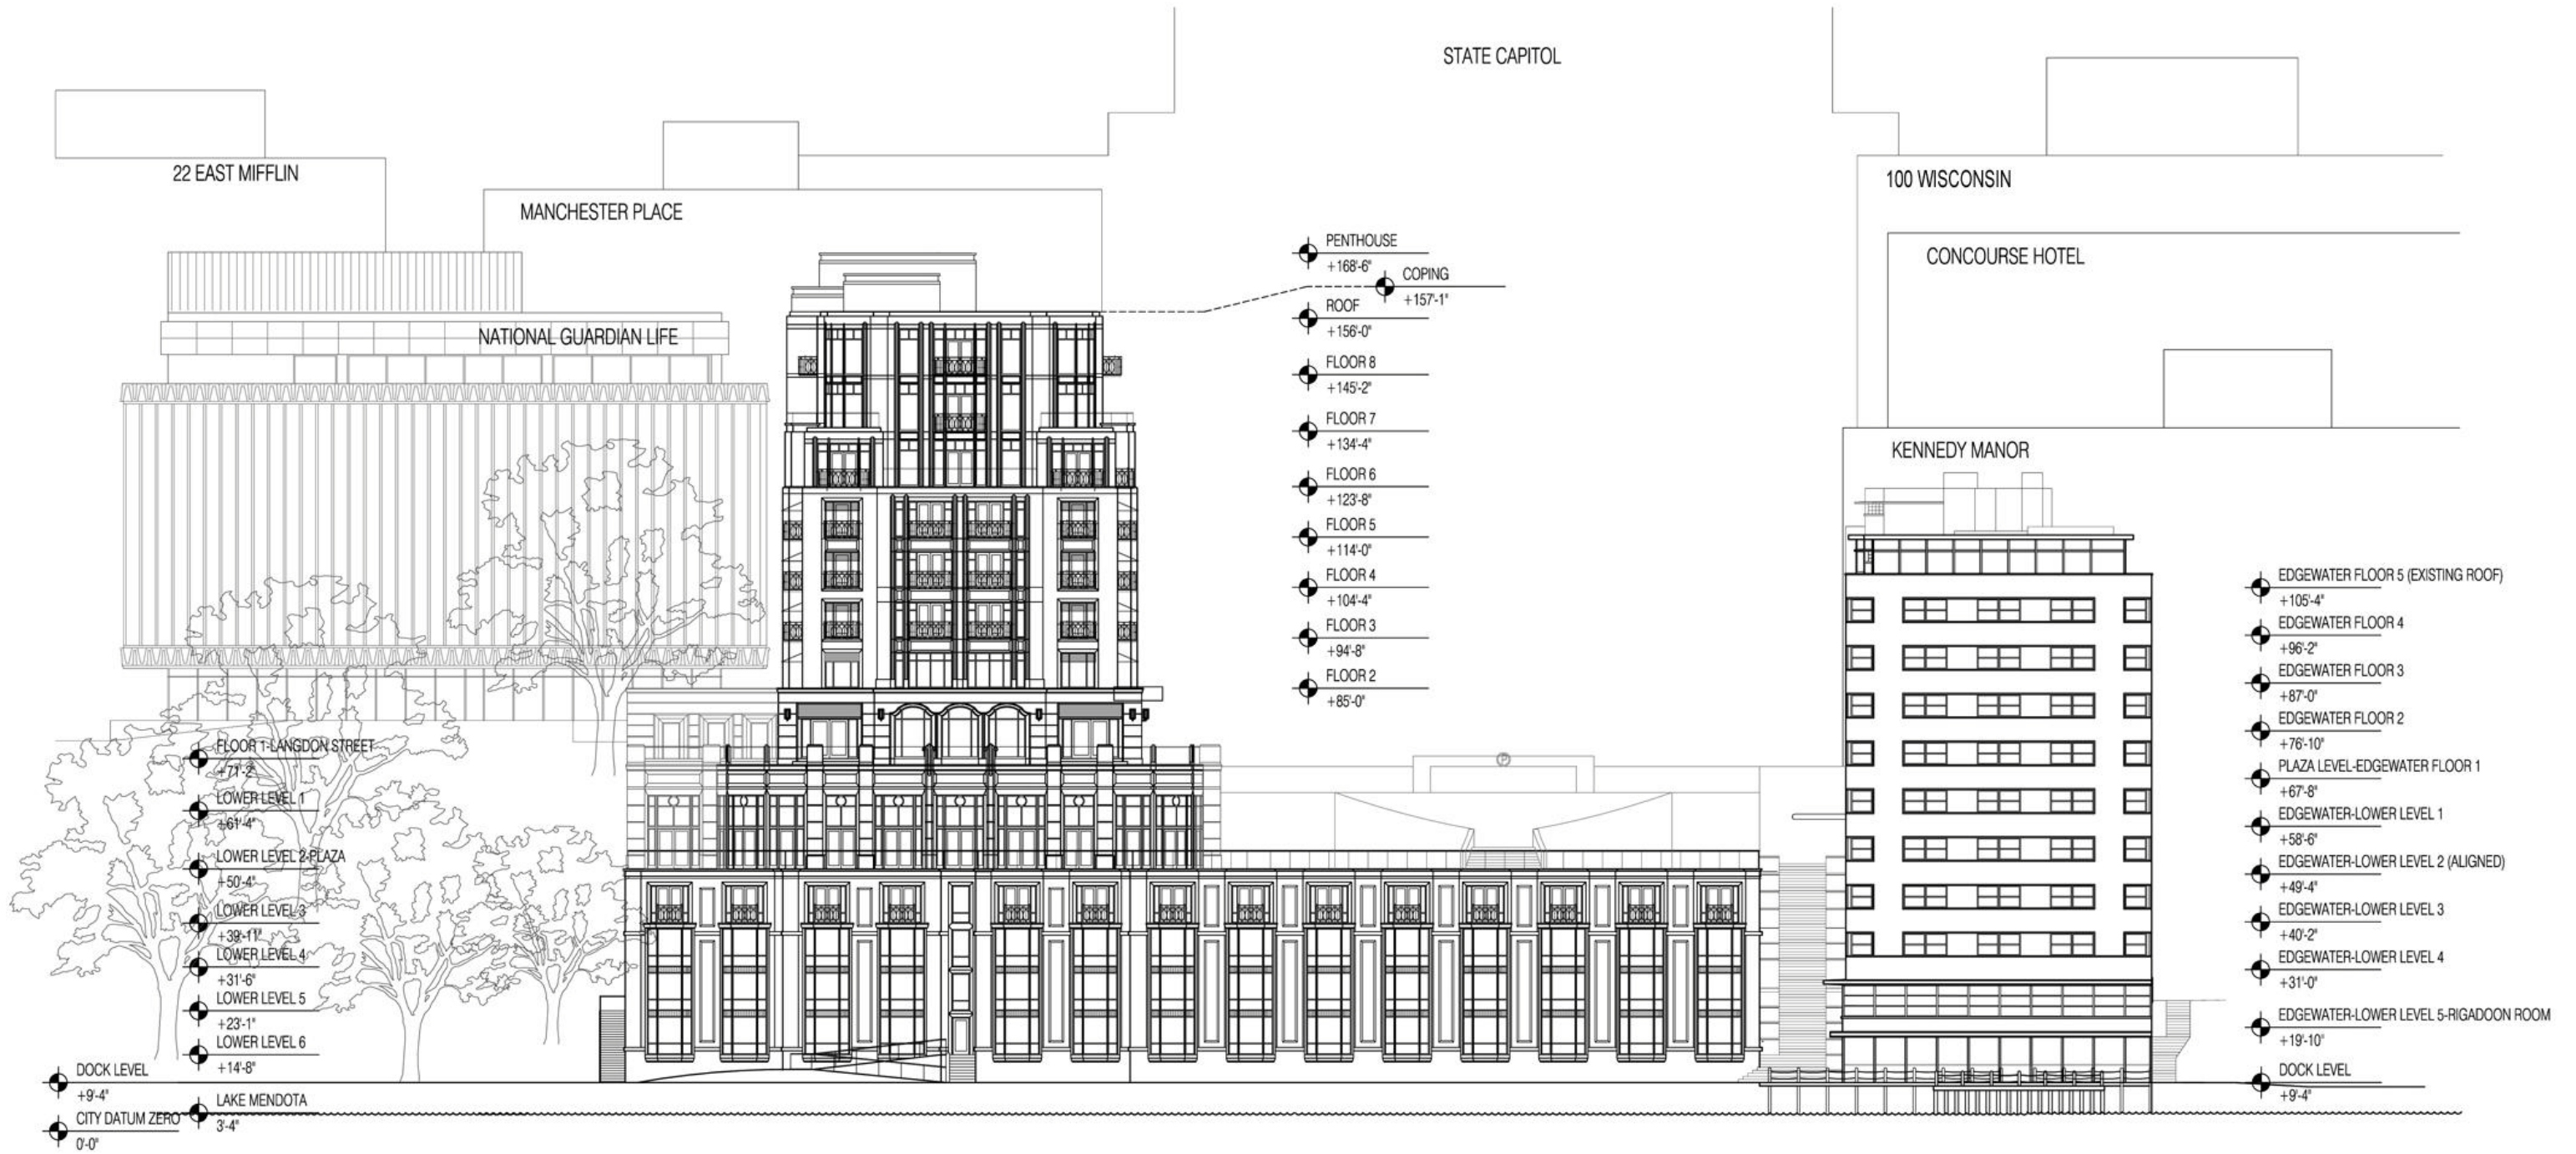 STATE CAPITOL
22 EAST MIFFLIN
MANCHESTER PLACE
100 WISCONSIN
CONCOURSE HOTEL
NATIONAL GUARDIAN LIFE
KENNEDY MANOR
PENTHOUSE
+168'-6"
COPING
+157'-1"
ROOF
+156'-0"
FLOOR 8
+145'-2"
FLOOR 7
+134'-4"
FLOOR 6
+123'-8"
FLOOR 5
+114'-0"
FLOOR 4
+104'-4"
FLOOR 3
+94'-8"
FLOOR 2
+85'-0"
P
FLOOR 1-LANGDON STREET
+71'-2"
LOWER LEVEL 1
+61'-4"
LOWER LEVEL 2-PLAZA
+50'-4"
LOWER LEVEL 3
+39'-11"
LOWER LEVEL 4
+31'-6"
LOWER LEVEL 5
+23'-1"
LOWER LEVEL 6
+14'-8"
DOCK LEVEL
+9'-4"
LAKE MENDOTA
3'-4"
CITY DATUM ZERO
0'-0"
EDGEWATER FLOOR 5 (EXISTING ROOF)
+105'-4"
EDGEWATER FLOOR 4
+96'-2"
EDGEWATER FLOOR 3
+87'-0"
EDGEWATER FLOOR 2
+76'-10"
PLAZA LEVEL-EDGEWATER FLOOR 1
+67'-8"
EDGEWATER-LOWER LEVEL 1
+58'-6"
EDGEWATER-LOWER LEVEL 2 (ALIGNED)
+49'-4"
EDGEWATER-LOWER LEVEL 3
+40'-2"
EDGEWATER-LOWER LEVEL 4
+31'-0"
EDGEWATER-LOWER LEVEL 5-RIGADOON ROOM
+19'-10"
DOCK LEVEL
+9'-4"